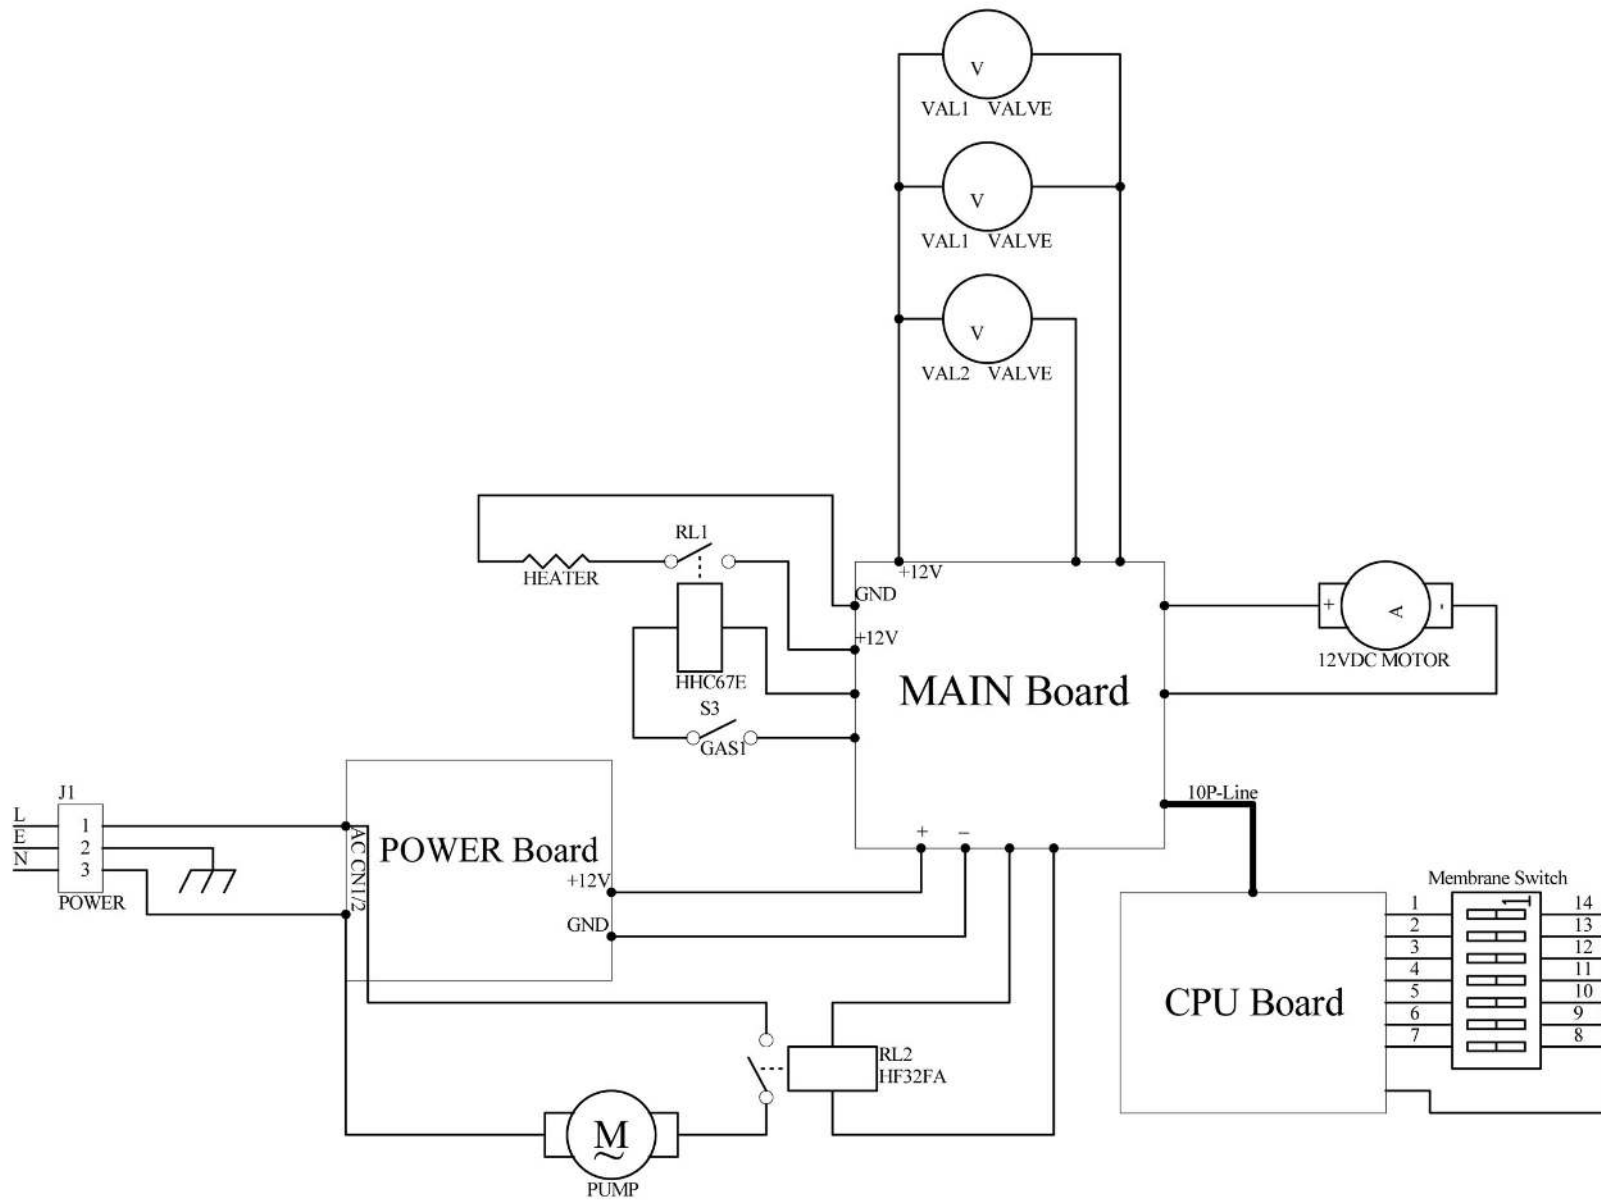 V
VAL1 VALVE
V
VAL1 VALVE
V
VAL2 VALVE
RL1
HEATER
+12V
GND
+12V
HHC67E
S3
GAS1
MAIN Board
+ A -
12VDC MOTOR
10P-Line
+ −
J1
L 1
E 2
N 3
POWER
AC CN1/2
POWER Board
+12V
GND
RL2
HF32FA
M
~
PUMP
CPU Board
Membrane Switch
1
1 14
2 13
3 12
4 11
5 10
6 9
7 8